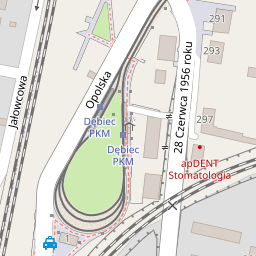 291
293
Jałowcowa
Opolska
28 Czerwca 1956 roku
Dębiec
PKM
297
Dębiec
PKM
apDENT
Stomatologia